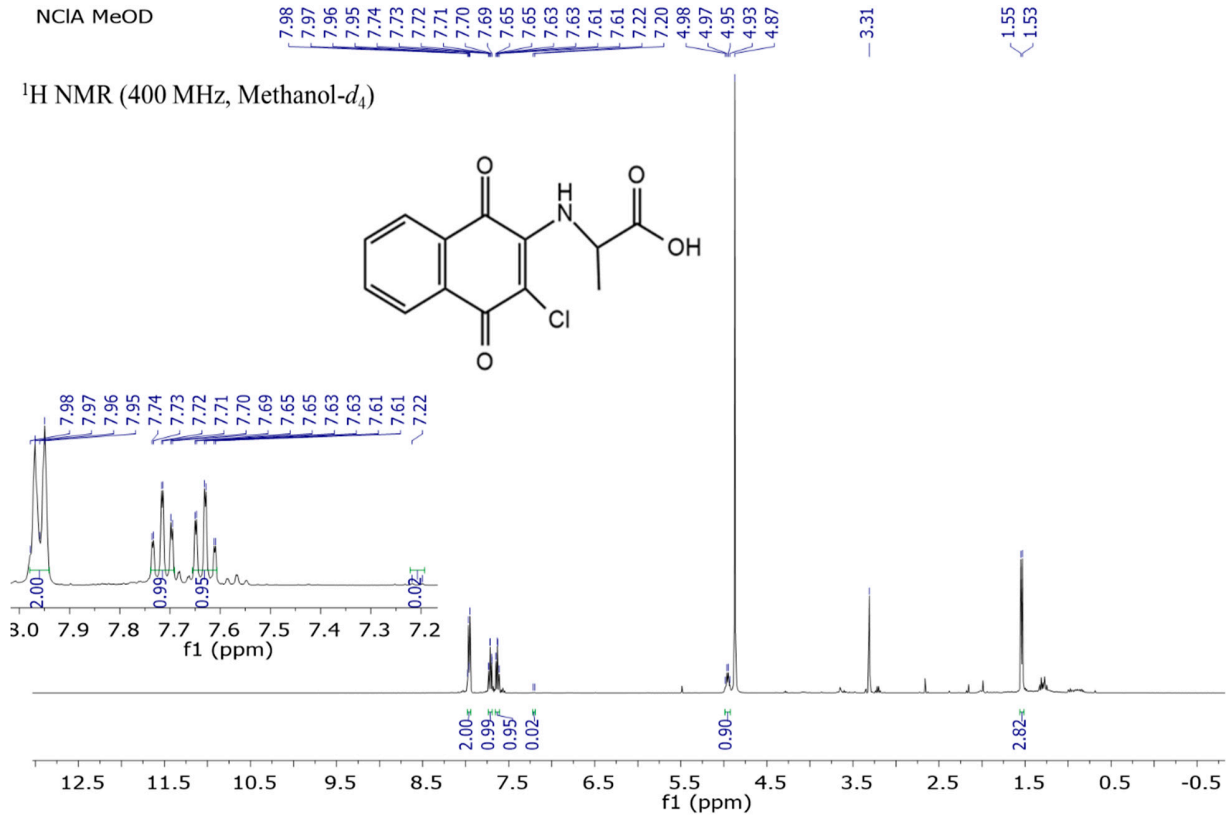 NClA MeOD
7.98 7.97 7.96 7.95 7.74 7.73 7.72 7.71 7.70 7.69 7.65 7.65 7.63 7.63 7.61 7.61 7.22 7.20 4.98 4.97 4.95 4.93 4.87 3.31 1.55 1.53
¹H NMR (400 MHz, Methanol-d₄)
O
H
N
O
OH
Cl
O
7.98 7.97 7.96 7.95 7.74 7.73 7.72 7.71 7.70 7.69 7.65 7.65 7.63 7.63 7.61 7.61 7.22
2.00 0.99 0.95 0.02
8.0 7.9 7.8 7.7 7.6 7.5 7.4 7.3 7.2
f1 (ppm)
2.00 0.99 0.95 0.02 0.90 2.82
12.5 11.5 10.5 9.5 8.5 7.5 6.5 5.5 4.5 3.5 2.5 1.5 0.5 -0.5
f1 (ppm)